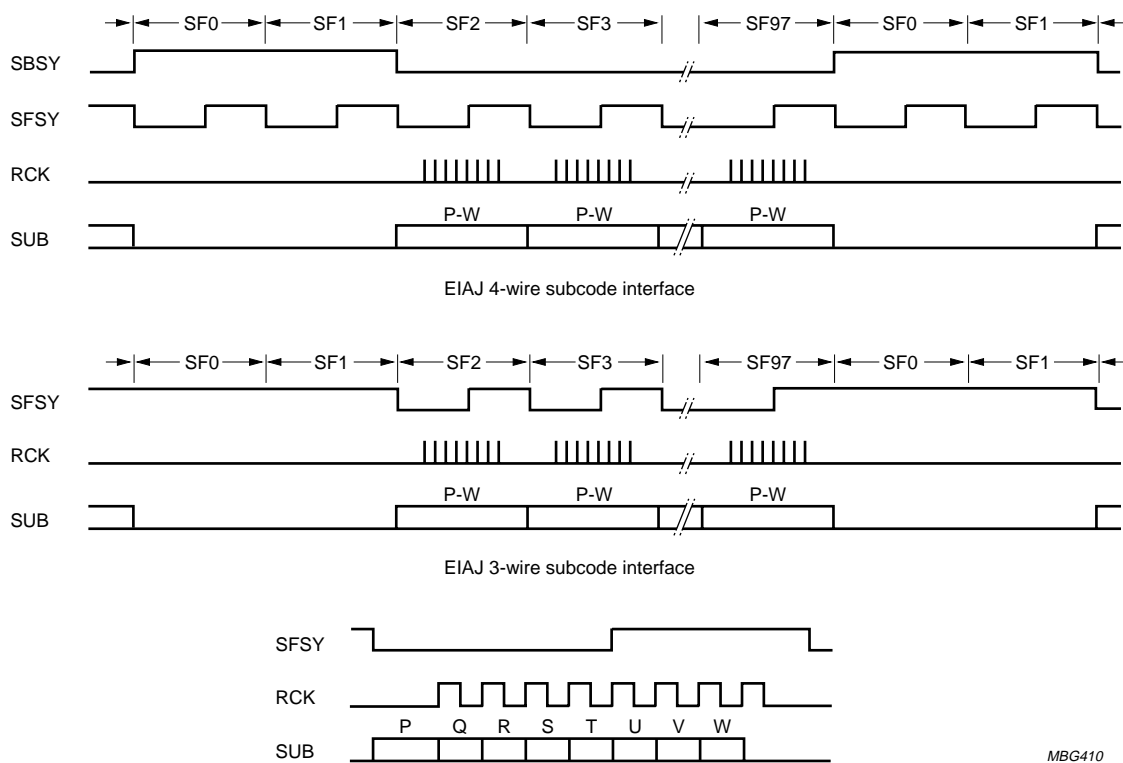 SF0 SF1 SF2 SF3 SF97 SF0 SF1
SBSY
SFSY
RCK
P-W P-W P-W
SUB
EIAJ 4-wire subcode interface
SF0 SF1 SF2 SF3 SF97 SF0 SF1
SFSY
RCK
P-W P-W P-W
SUB
EIAJ 3-wire subcode interface
SFSY
RCK
P Q R S T U V W
SUB
MBG410